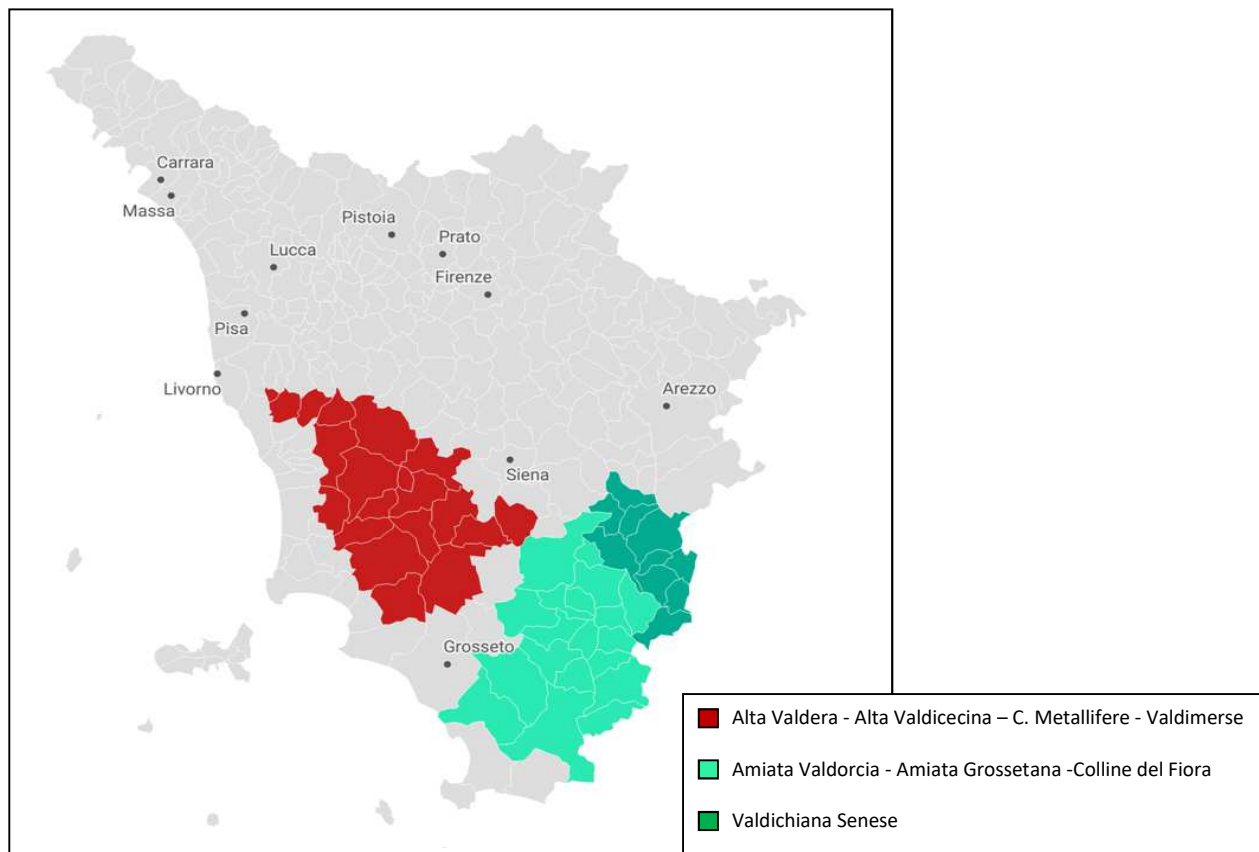 Carrara
Massa
Pistoia
Prato
Lucca
Firenze
Pisa
Livorno
Arezzo
Siena
Grosseto
Alta Valdera - Alta Valdicecina – C. Metallifere - Valdimerse
Amiata Valdorcia - Amiata Grossetana -Colline del Fiora
Valdichiana Senese